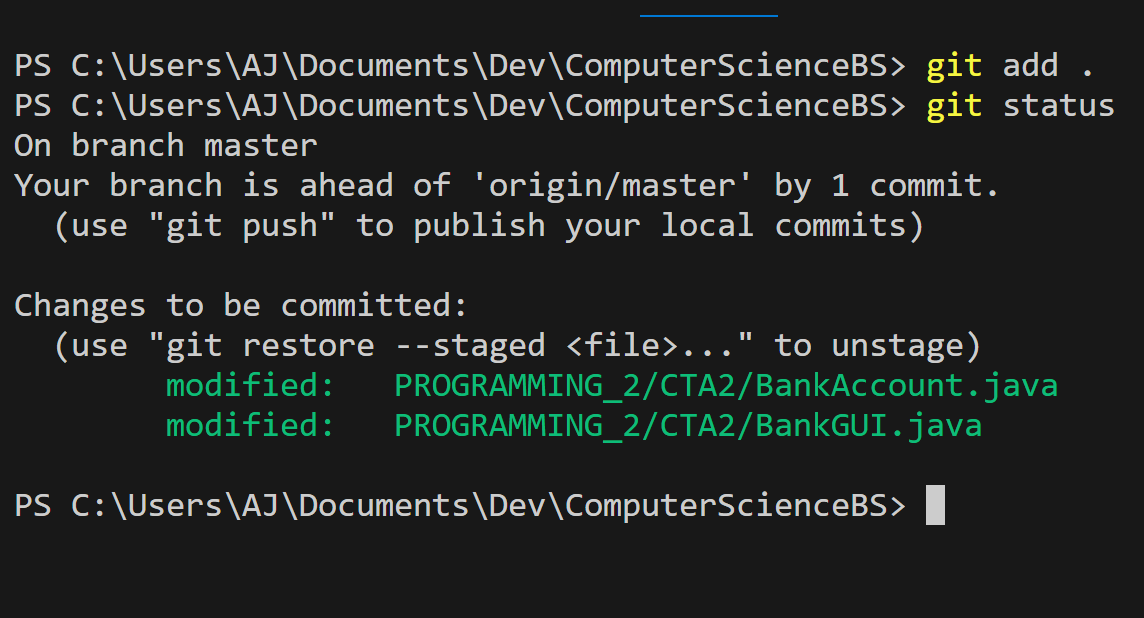 PS C:\Users\AJ\Documents\Dev\ComputerScienceBS> git add .
PS C:\Users\AJ\Documents\Dev\ComputerScienceBS> git status
On branch master
Your branch is ahead of 'origin/master' by 1 commit.
  (use "git push" to publish your local commits)

Changes to be committed:
  (use "git restore --staged <file>..." to unstage)
        modified:   PROGRAMMING_2/CTA2/BankAccount.java
        modified:   PROGRAMMING_2/CTA2/BankGUI.java

PS C:\Users\AJ\Documents\Dev\ComputerScienceBS>